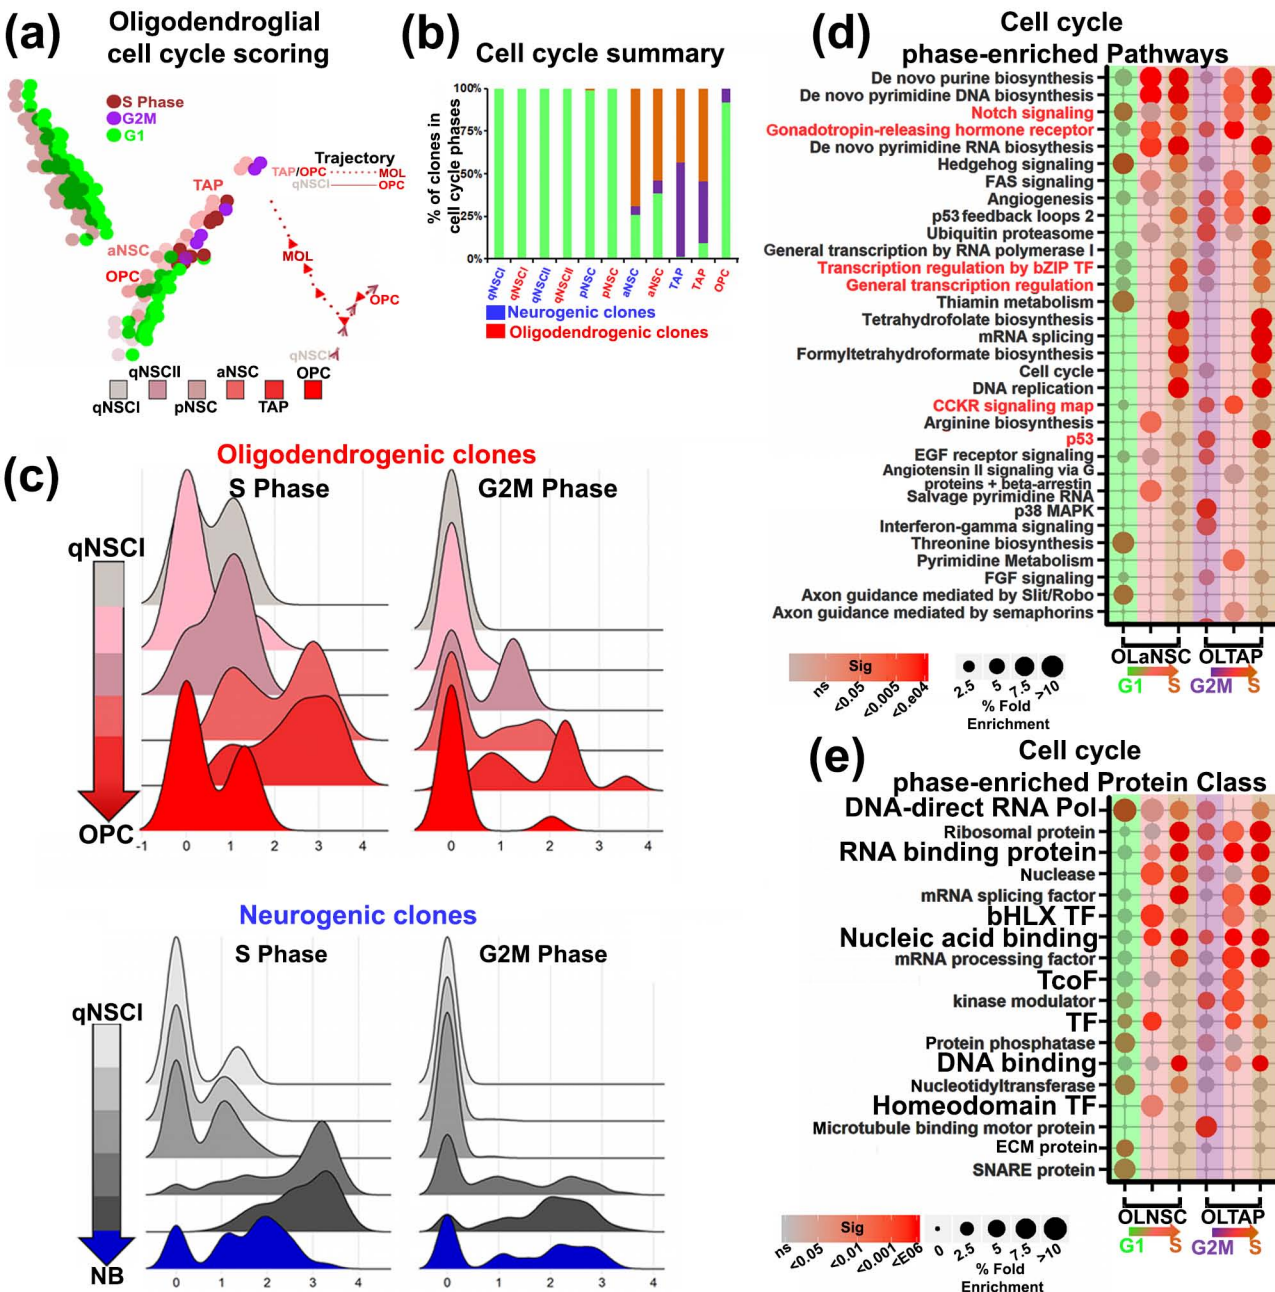 (a)
Oligodendroglial
cell cycle scoring
S Phase
G2M
G1
TAP
aNSC
OPC
Trajectory
TAP/OPC MOL
qNSCI OPC
MOL
OPC
qNSCI
qNSCII aNSC OPC
qNSCI pNSC TAP
(b)
Cell cycle summary
% of clones in
cell cycle phases
100%
75%
50%
25%
0%
qNSCI qNSCI qNSCII qNSCII pNSC pNSC aNSC aNSC TAP TAP OPC
Neurogenic clones
Oligodendrogenic clones
(c)
Oligodendrogenic clones
S Phase G2M Phase
qNSCI
OPC
-1 0 1 2 3 4 0 1 2 3 4
Neurogenic clones
S Phase G2M Phase
qNSCI
NB
0 1 2 3 4 0 1 2 3 4
(d)
Cell cycle
phase-enriched Pathways
De novo purine biosynthesis
De novo pyrimidine DNA biosynthesis
Notch signaling
Gonadotropin-releasing hormone receptor
De novo pyrimidine RNA biosythesis
Hedgehog signaling
FAS signaling
Angiogenesis
p53 feedback loops 2
Ubiquitin proteasome
General transcription by RNA polymerase I
Transcription regulation by bZIP TF
General transcription regulation
Thiamin metabolism
Tetrahydrofolate biosynthesis
mRNA splicing
Formyltetrahydroformate biosynthesis
Cell cycle
DNA replication
CCKR signaling map
Arginine biosynthesis
p53
EGF receptor signaling
Angiotensin II signaling via G
proteins + beta-arrestin
Salvage pyrimidine RNA
p38 MAPK
Interferon-gamma signaling
Threonine biosynthesis
Pyrimidine Metabolism
FGF signaling
Axon guidance mediated by Slit/Robo
Axon guidance mediated by semaphorins
OLaNSC OLTAP
G1 S G2M S
Sig
ns <0.05 <0.005 <0.e04
2.5 5 7.5 >10
% Fold
Enrichment
(e)
Cell cycle
phase-enriched Protein Class
DNA-direct RNA Pol
Ribosomal protein
RNA binding protein
Nuclease
mRNA splicing factor
bHLX TF
Nucleic acid binding
mRNA processing factor
TcoF
kinase modulator
TF
Protein phosphatase
DNA binding
Nucleotidyltransferase
Homeodomain TF
Microtubule binding motor protein
ECM protein
SNARE protein
OLNSC OLTAP
G1 S G2M S
Sig
ns <0.05 <0.01 <0.001 <E06
0 2.5 5 7.5 >10
% Fold
Enrichment